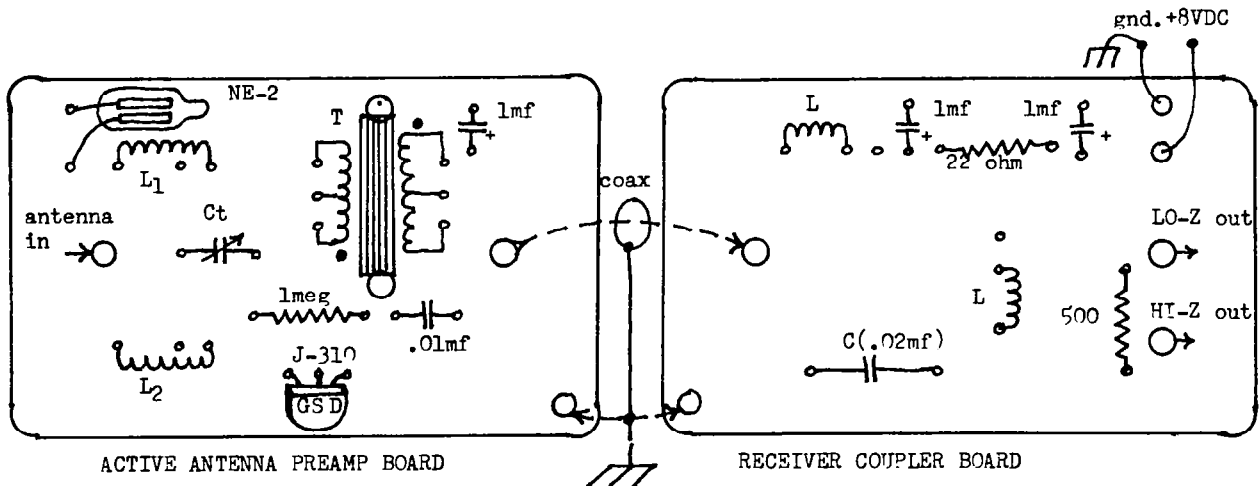 gnd. +8VDC
NE-2
T
1mf
+
L
1mf
1mf
+
+
22 ohm
L1
coax
antenna
in
Ct
LO-Z out
1meg
.01mf
L
500
HI-Z out
C(.02mf)
J-310
L2
GSD
ACTIVE ANTENNA PREAMP BOARD
RECEIVER COUPLER BOARD